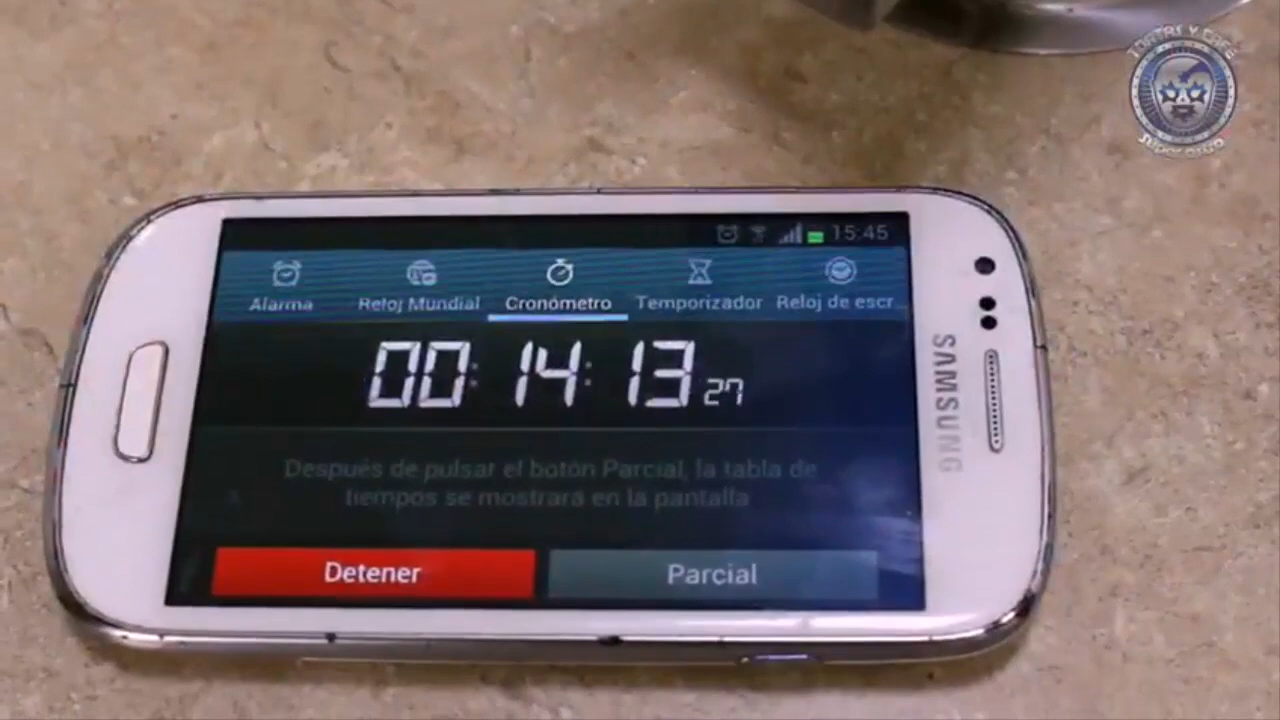 15:45
Alarma Reloj Mundial Cronómetro Temporizador Reloj de escr
00:14:13 27
Después de pulsar el botón Parcial, la tabla de
tiempos se mostrará en la pantalla
Detener Parcial
SAMSUNG